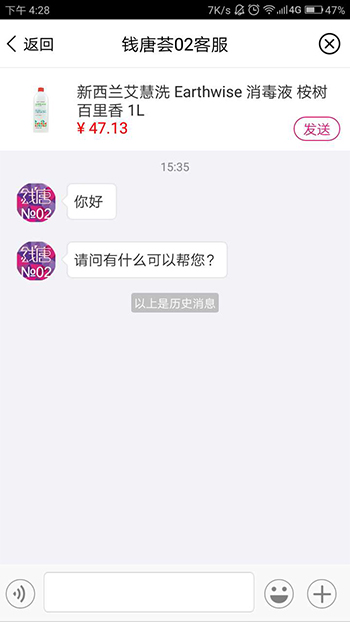 下午 4:28
7K/s
4G
47%
返回
钱唐荟02客服
新西兰艾慧洗 Earthwise 消毒液 桉树
百里香 1L
¥ 47.13
发送
15:35
钱唐
№02
你好
钱唐
№02
请问有什么可以帮您？
以上是历史消息